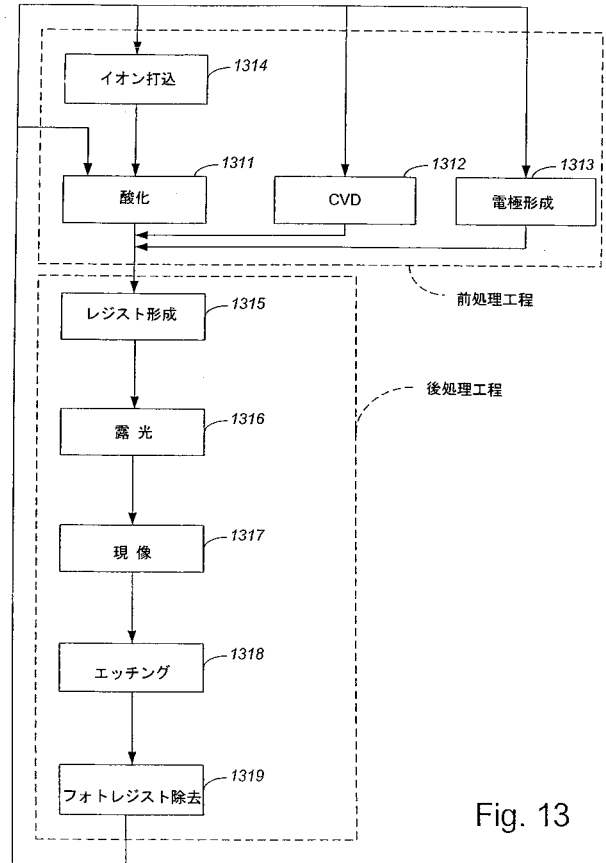 1314
イオン打込
1311
酸化
1312
CVD
1313
電極形成
前処理工程
レジスト形成
1315
後処理工程
露 光
1316
現 像
1317
エッチング
1318
フォトレジスト除去
1319
Fig. 13